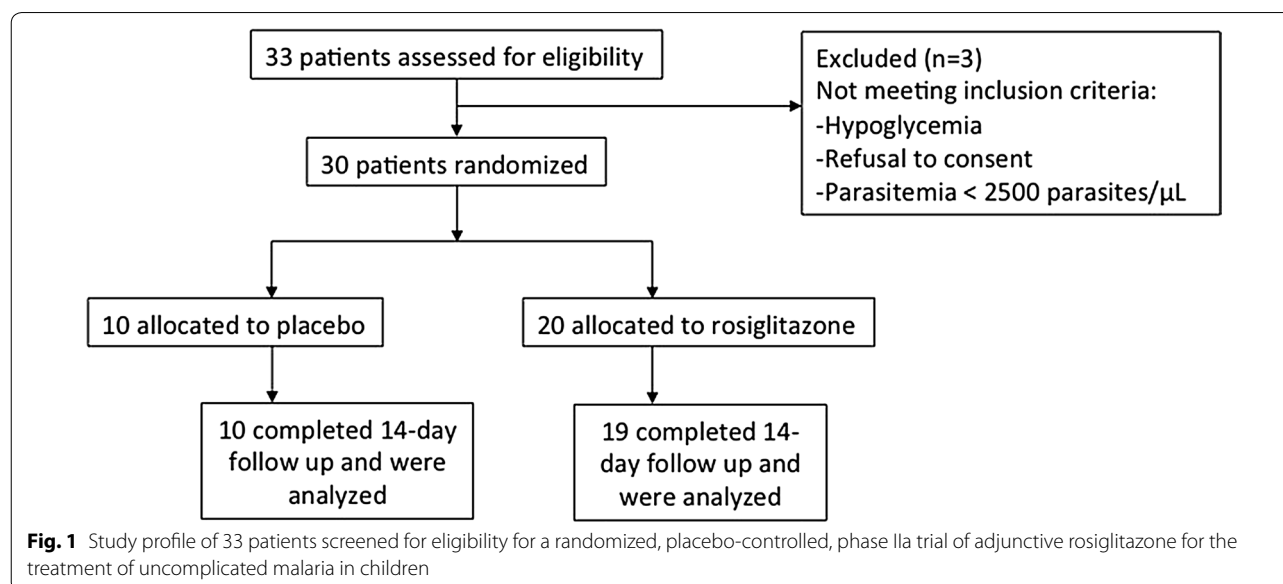 33 patients assessed for eligibility
Excluded (n=3)
Not meeting inclusion criteria:
-Hypoglycemia
-Refusal to consent
-Parasitemia < 2500 parasites/μL
30 patients randomized
10 allocated to placebo
20 allocated to rosiglitazone
10 completed 14-day
follow up and were
analyzed
19 completed 14-
day follow up and
were analyzed
Fig. 1 Study profile of 33 patients screened for eligibility for a randomized, placebo-controlled, phase IIa trial of adjunctive rosiglitazone for the
treatment of uncomplicated malaria in children